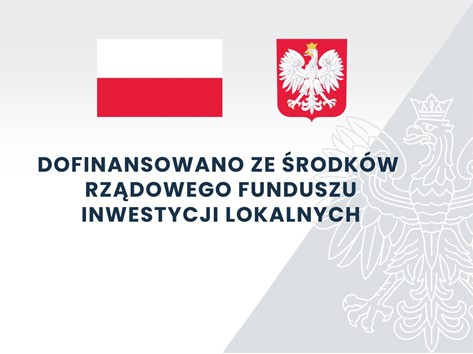 DOFINANSOWANO ZE ŚRODKÓW
RZĄDOWEGO FUNDUSZU
INWESTYCJI LOKALNYCH